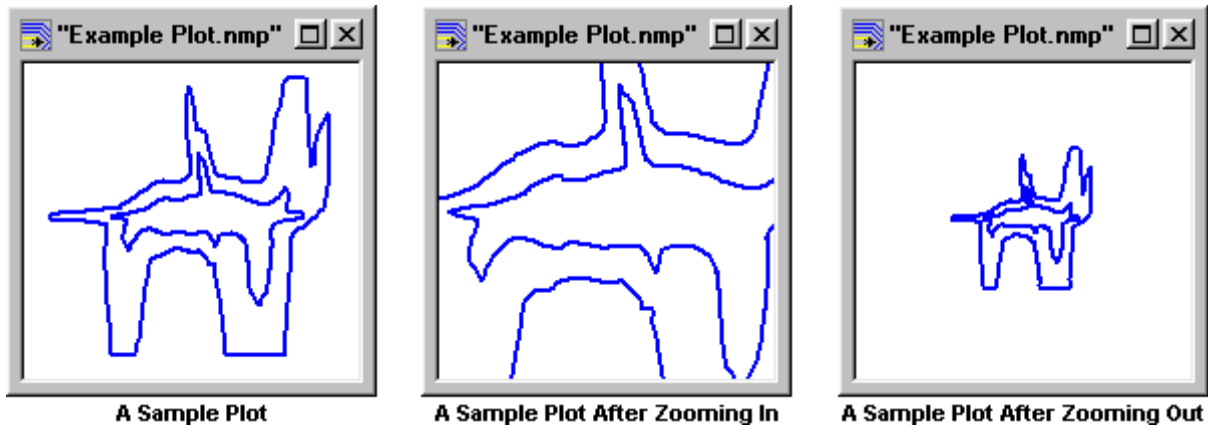 "Example Plot.nmp"
"Example Plot.nmp"
"Example Plot.nmp"
A Sample Plot
A Sample Plot After Zooming In
A Sample Plot After Zooming Out